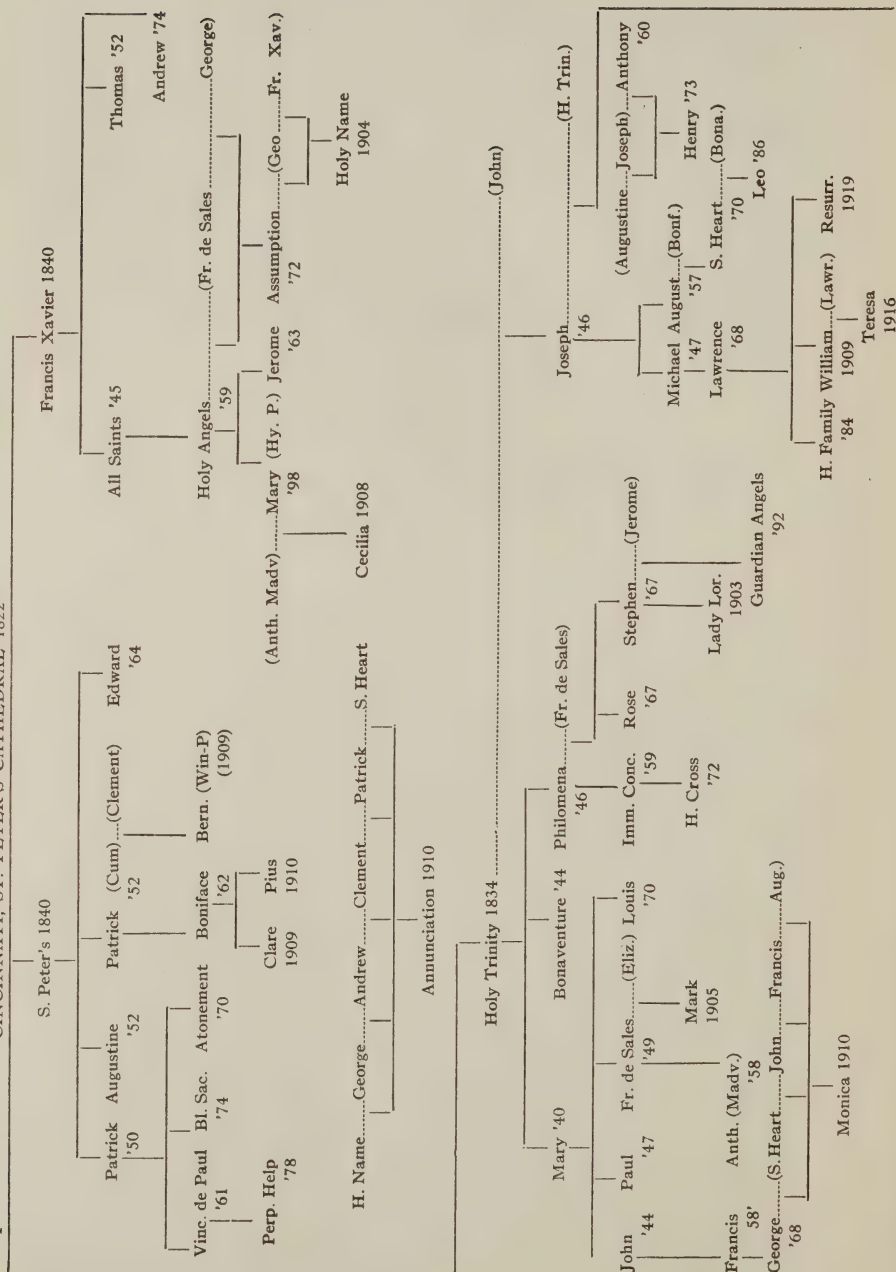 CINCINNATI, ST. PETER'S CATHEDRAL 1822
S. Peter's 1840
Francis Xavier 1840
Patrick '50
Augustine '52
Patrick '52
(Cum)....(Clement)
Edward '64
All Saints '45
Thomas '52
Andrew '74
Vinc. de Paul '61
Bl. Sac. '74
Atonement '70
Boniface '62
Bern. (Win-P) (1909)
Holy Angels........(Fr. de Sales ........George)
'59
Perp. Help '78
Clare 1909
Pius 1910
(Anth. Madv)......Mary '98
(Hy. P.)
Jerome '63
Assumption '72
(Geo ......Fr. Xav.)
Cecilia 1908
Holy Name 1904
H. Name......George......Andrew......Clement......Patrick......S. Heart
Annunciation 1910
Holy Trinity 1834........(John)
Mary '40
Bonaventure '44
Philomena......(Fr. de Sales)
'46
Joseph........(H. Trin.)
'46
John '44
Paul '47
Fr. de Sales....(Eliz.)
'49
Louis '70
Imm. Conc. '59
Rose '67
Stephen......(Jerome)
'67
Michael '47
August....(Bonf.)
'57
(Augustine....Joseph)....Anthony '60
Francis 58'
Anth. (Madv.) '58
Mark 1905
H. Cross '72
Lady Lor. 1903
Guardian Angels '92
Lawrence '68
S. Heart......(Bona.)
'70
Henry '73
Leo '86
George......(S. Heart......John......Francis......Aug.)
'68
Monica 1910
H. Family '84
William....(Lawr.)
1909
Resurr. 1919
Teresa 1916